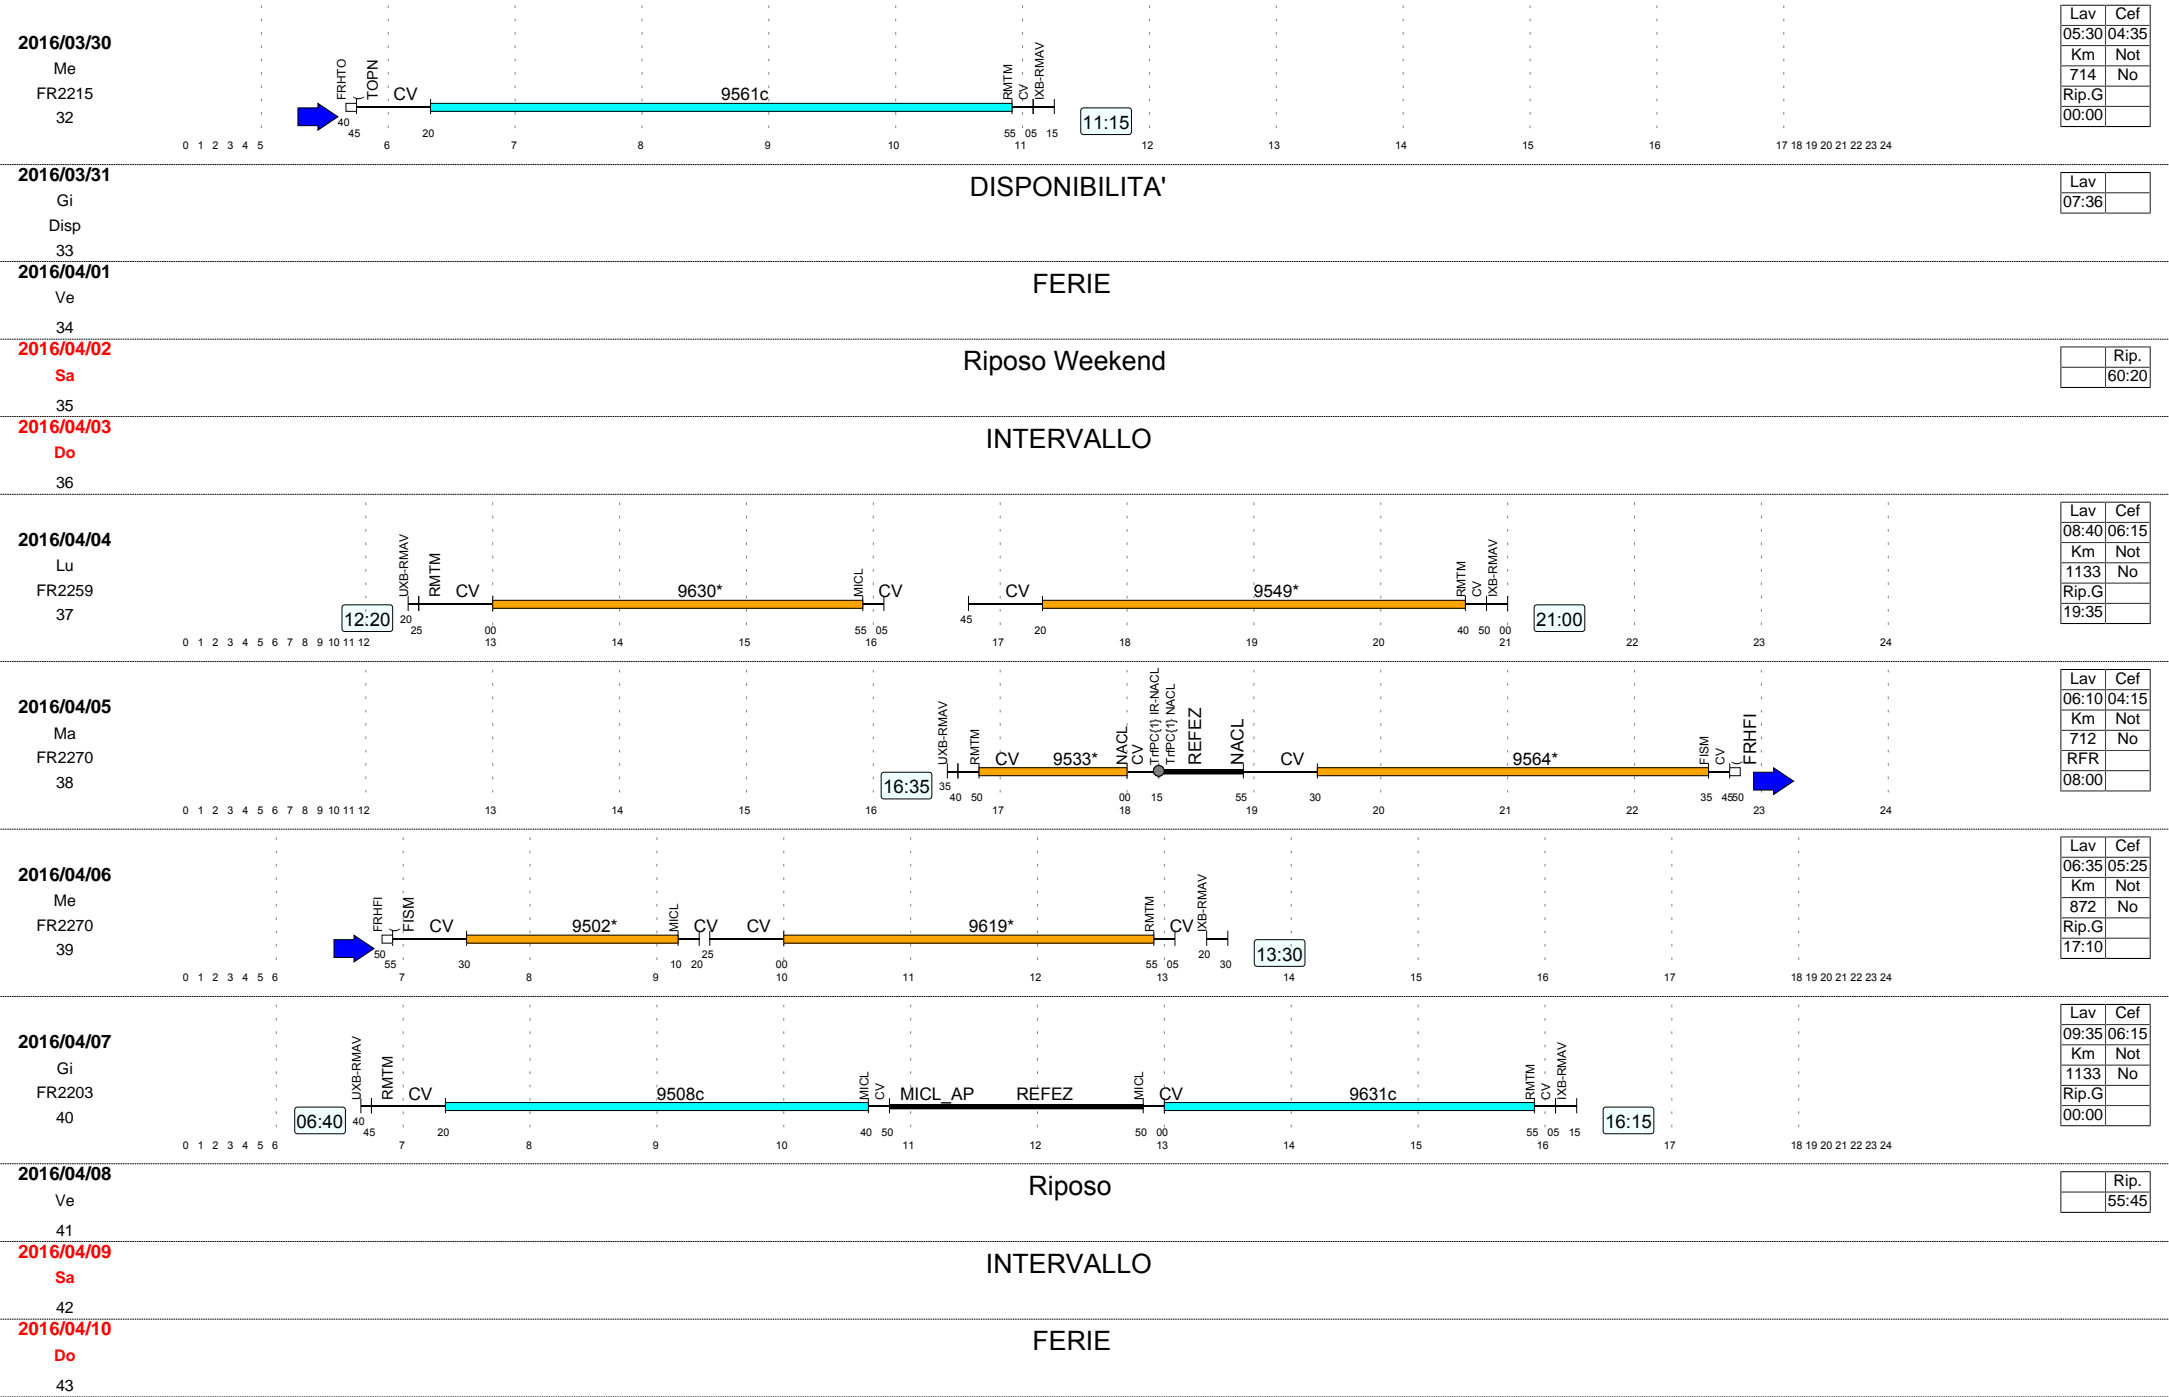 2016/03/30
Me
FR2215
32
FRHTO
TOPN
CV
9561c
RMTM
CV
IXB-RMAV
40
45
20
55 05 15
11:15
0 1 2 3 4 5 6 7 8 9 10 11 12 13 14 15 16 17 18 19 20 21 22 23 24
Lav Cef
05:30 04:35
Km Not
714 No
Rip.G
00:00
2016/03/31
Gi
Disp
33
DISPONIBILITA'
Lav
07:36
2016/04/01
Ve
34
FERIE
2016/04/02
Sa
35
Riposo Weekend
Rip.
60:20
2016/04/03
Do
36
INTERVALLO
2016/04/04
Lu
FR2259
37
12:20
UXB-RMAV
RMTM
CV
9630*
MICL
CV
CV
9549*
RMTM
CV
IXB-RMAV
20
25
00
55 05
45
20
40 50 00
21:00
0 1 2 3 4 5 6 7 8 9 10 11 12 13 14 15 16 17 18 19 20 21 22 23 24
Lav Cef
08:40 06:15
Km Not
1133 No
Rip.G
19:35
2016/04/05
Ma
FR2270
38
16:35
UXB-RMAV
RMTM
CV
9533*
NACL
CV
TrfPC{1} IR-NACL
TrfPC{1} NACL
REFEZ
NACL
CV
9564*
FISM
CV
FRHFI
35
40 50
00 15
55
30
35 45 50
0 1 2 3 4 5 6 7 8 9 10 11 12 13 14 15 16 17 18 19 20 21 22 23 24
Lav Cef
06:10 04:15
Km Not
712 No
RFR
08:00
2016/04/06
Me
FR2270
39
FRHFI
FISM
CV
9502*
MICL
CV
CV
9619*
RMTM
CV
IXB-RMAV
50
55
30
10 20
25
00
55 05
20
30
13:30
0 1 2 3 4 5 6 7 8 9 10 11 12 13 14 15 16 17 18 19 20 21 22 23 24
Lav Cef
06:35 05:25
Km Not
872 No
Rip.G
17:10
2016/04/07
Gi
FR2203
40
06:40
UXB-RMAV
RMTM
CV
9508c
MICL
CV
MICL_AP
REFEZ
MICL
CV
9631c
RMTM
CV
IXB-RMAV
40
45
20
40 50
50 00
55 05 15
16:15
0 1 2 3 4 5 6 7 8 9 10 11 12 13 14 15 16 17 18 19 20 21 22 23 24
Lav Cef
09:35 06:15
Km Not
1133 No
Rip.G
00:00
2016/04/08
Ve
41
Riposo
Rip.
55:45
2016/04/09
Sa
42
INTERVALLO
2016/04/10
Do
43
FERIE